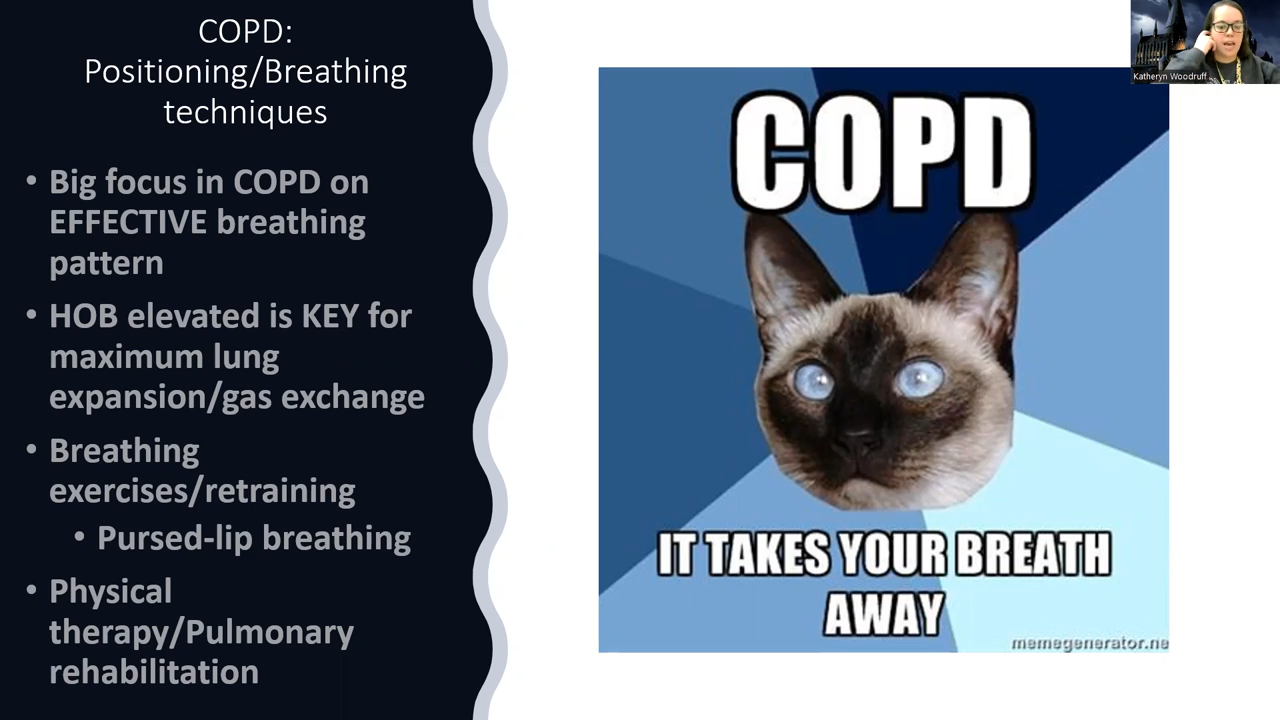 COPD:
Positioning/Breathing
techniques
• Big focus in COPD on
EFFECTIVE breathing
pattern
• HOB elevated is KEY for
maximum lung
expansion/gas exchange
• Breathing
exercises/retraining
• Pursed-lip breathing
• Physical
therapy/Pulmonary
rehabilitation
COPD
IT TAKES YOUR BREATH
AWAY
memegenerator.ne
Katheryn Woodruff